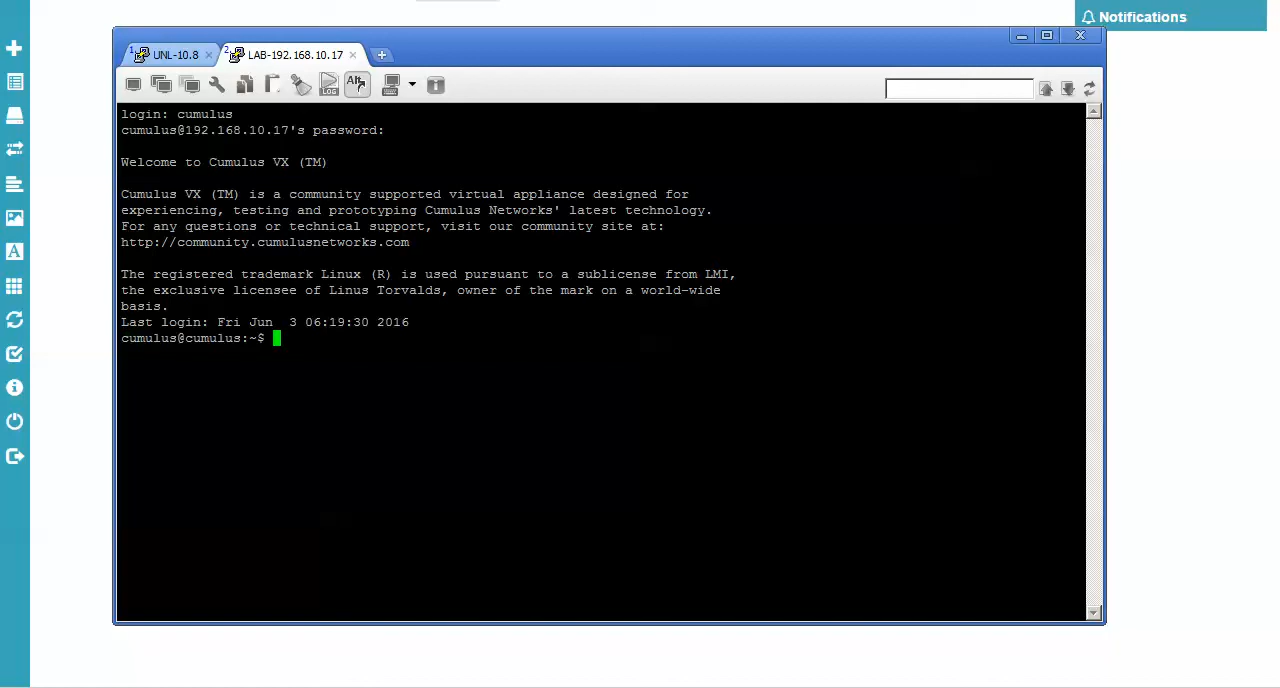 Notifications
1 UNL-10.8 × 2 LAB-192.168.10.17 ×
LOG Alt
login: cumulus
cumulus@192.168.10.17's password:
Welcome to Cumulus VX (TM)
Cumulus VX (TM) is a community supported virtual appliance designed for
experiencing, testing and prototyping Cumulus Networks' latest technology.
For any questions or technical support, visit our community site at:
http://community.cumulusnetworks.com
The registered trademark Linux (R) is used pursuant to a sublicense from LMI,
the exclusive licensee of Linus Torvalds, owner of the mark on a world-wide
basis.
Last login: Fri Jun  3 06:19:30 2016
cumulus@cumulus:~$